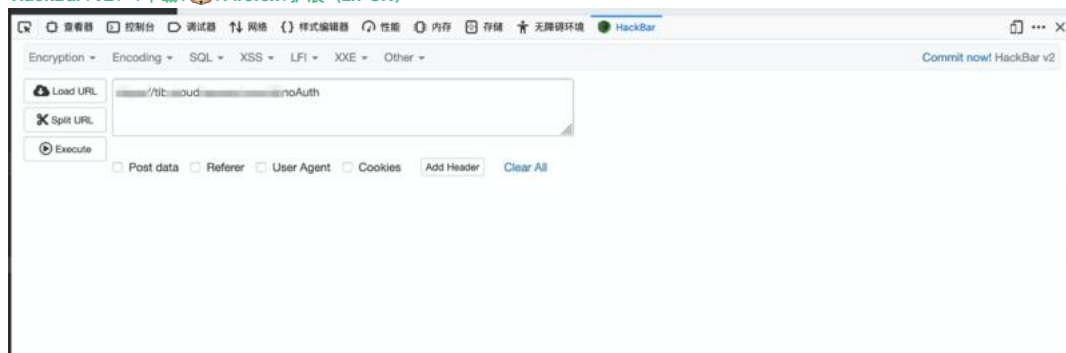 查看器 控制台 调试器 网络 {} 样式编辑器 性能 内存 存储 无障碍环境 HackBar
Encryption Encoding SQL XSS LFI XXE Other Commit now! HackBar v2
Load URL noAuth
Split URL
Execute
Post data Referer User Agent Cookies Add Header Clear All